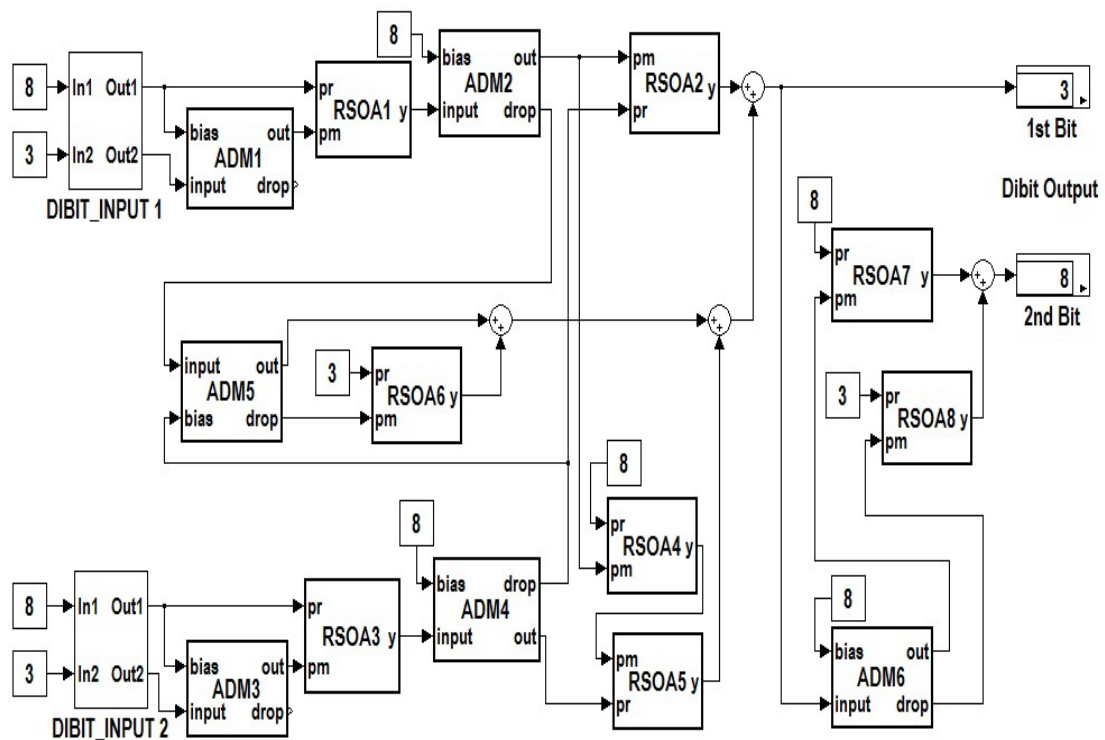 8
In1 Out1
3
In2 Out2
DIBIT_INPUT 1
bias out
ADM1
input drop
pr
RSOA1 y
pm
8
bias out
ADM2
input drop
pm
RSOA2
y
pr
+
+
3
1st Bit
Dibit Output
8
pr
RSOA7 y
pm
+
+
8
2nd Bit
input out
ADM5
bias drop
3
pr
RSOA6 y
pm
+
+
+
+
3
pr
RSOA8 y
pm
8
pr
RSOA4 y
pm
8
In1 Out1
3
In2 Out2
DIBIT_INPUT 2
bias out
ADM3
input drop
pr
RSOA3 y
pm
8
bias drop
ADM4
input out
pm
RSOA5 y
pr
8
bias out
ADM6
input drop